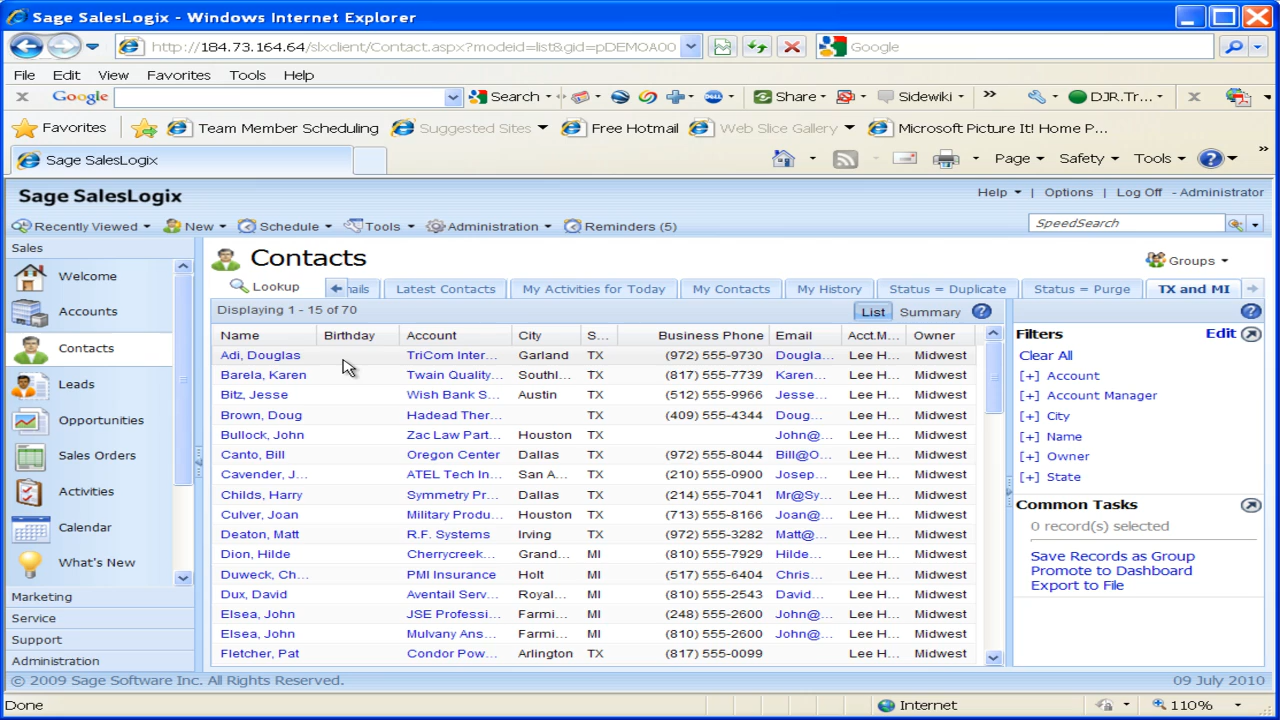 Sage SalesLogix - Windows Internet Explorer
http://184.73.164.64/slxclient/Contact.aspx?modeid=list&gid=pDEMOA00 Google
File Edit View Favorites Tools Help
x Google Search Share Sidewiki » DJR.Tr... x
Favorites Team Member Scheduling Suggested Sites Free Hotmail Web Slice Gallery Microsoft Picture It! Home P...
Sage SalesLogix Page Safety Tools »
Sage SalesLogix Help | Options | Log Off - Administrator
Recently Viewed New Schedule Tools Administration Reminders (5) SpeedSearch
Sales
Welcome
Accounts
Contacts
Leads
Opportunities
Sales Orders
Activities
Calendar
What's New
Marketing
Service
Support
Administration
Contacts Groups
Lookup nails Latest Contacts My Activities for Today My Contacts My History Status = Duplicate Status = Purge TX and MI
Displaying 1 - 15 of 70 List Summary
Name Birthday Account City S... Business Phone Email Acct.M... Owner
Adi, Douglas TriCom Inter... Garland TX (972) 555-9730 Dougla... Lee H... Midwest
Barela, Karen Twain Quality... Southl... TX (817) 555-7739 Karen... Lee H... Midwest
Bitz, Jesse Wish Bank S... Austin TX (512) 555-9966 Jesse... Lee H... Midwest
Brown, Doug Hadead Ther... TX (409) 555-4344 Doug... Lee H... Midwest
Bullock, John Zac Law Part... Houston TX John@... Lee H... Midwest
Canto, Bill Oregon Center Dallas TX (972) 555-8044 Bill@O... Lee H... Midwest
Cavender, J... ATEL Tech In... San A... TX (210) 555-0900 Josep... Lee H... Midwest
Childs, Harry Symmetry Pr... Dallas TX (214) 555-7041 Mr@Sy... Lee H... Midwest
Culver, Joan Military Produ... Houston TX (713) 555-3166 Joan@... Lee H... Midwest
Deaton, Matt R.F. Systems Irving TX (972) 555-3282 Matt@... Lee H... Midwest
Dion, Hilde Cherrycreek... Grand... MI (810) 555-7929 Hilde... Lee H... Midwest
Duweck, Ch... PMI Insurance Holt MI (517) 555-6404 Chris... Lee H... Midwest
Dux, David Aventail Serv... Royal... MI (810) 555-2543 David... Lee H... Midwest
Elsea, John JSE Professi... Farmi... MI (248) 555-2600 John@... Lee H... Midwest
Elsea, John Mulvany Ans... Farmi... MI (810) 555-2600 John@... Lee H... Midwest
Fletcher, Pat Condor Pow... Arlington TX (817) 555-0099 Lee H... Midwest
Filters Edit
Clear All
[+] Account
[+] Account Manager
[+] City
[+] Name
[+] Owner
[+] State
Common Tasks
0 record(s) selected
Save Records as Group
Promote to Dashboard
Export to File
© 2009 Sage Software Inc. All Rights Reserved. 09 July 2010
Done Internet 110%